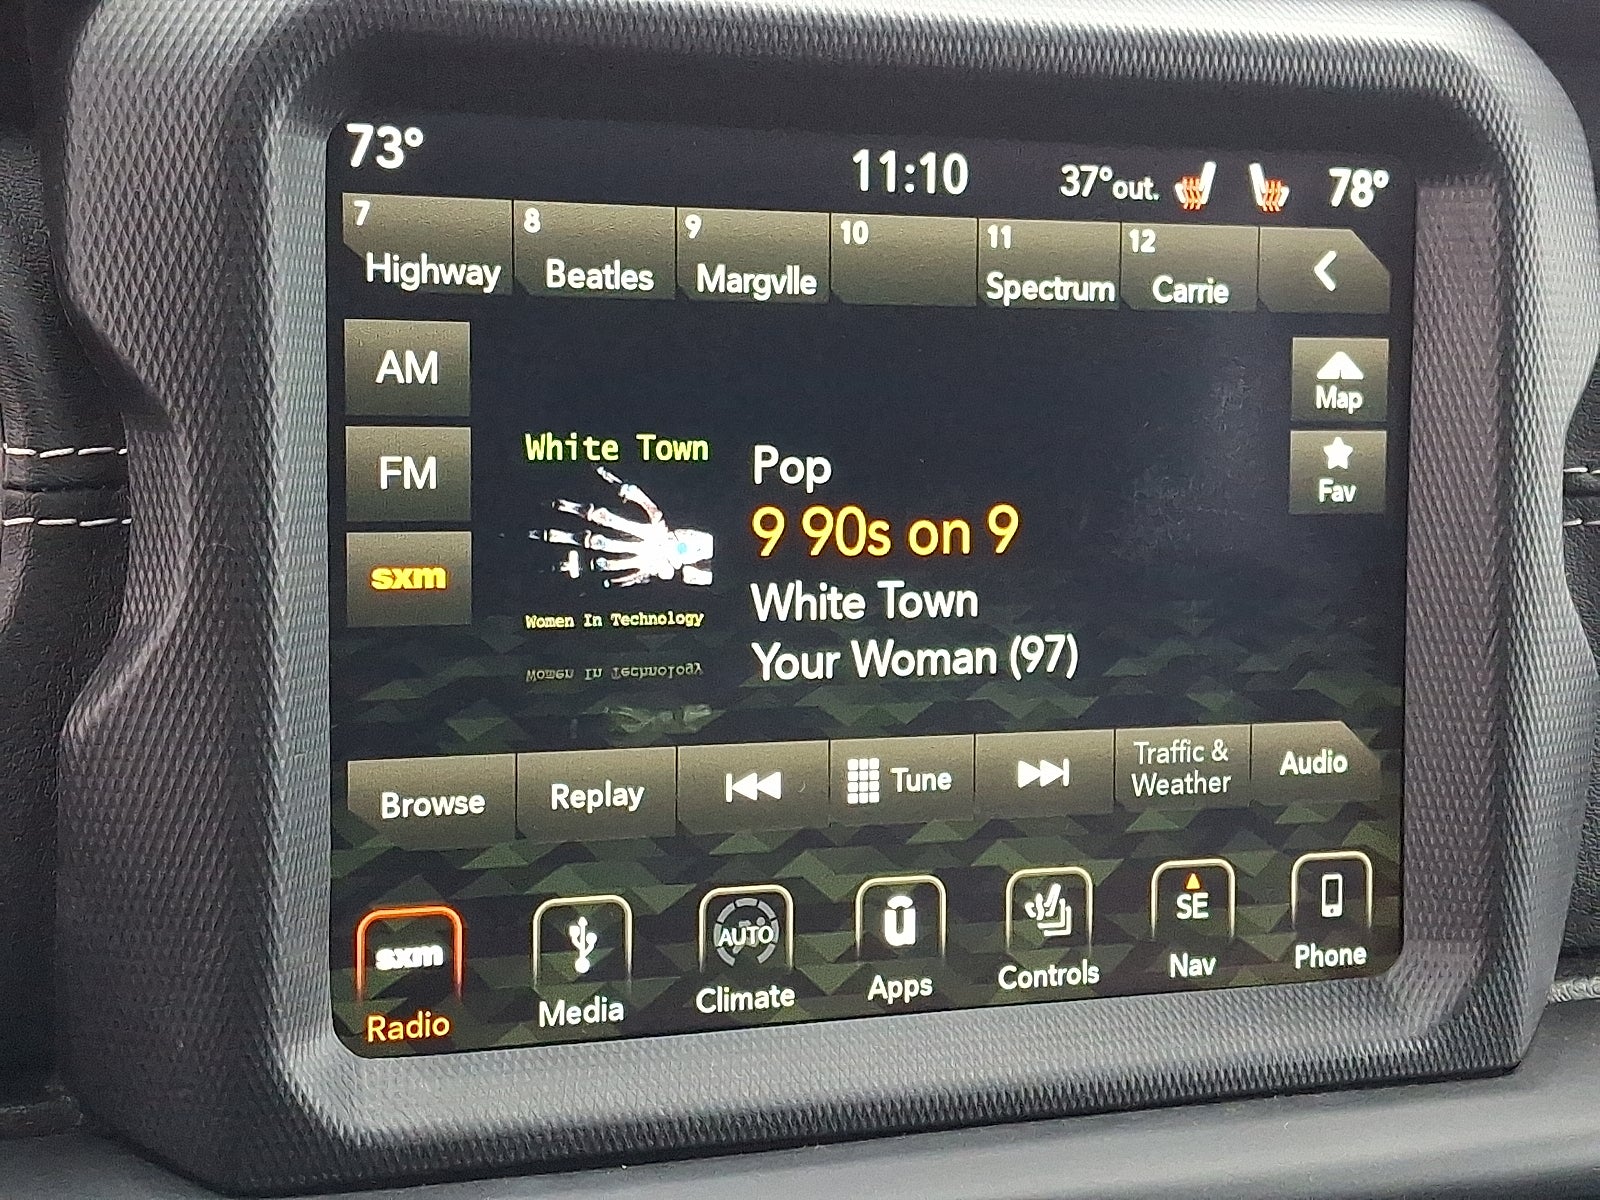 73°
11:10
37°out.
78°
7
Highway
8
Beatles
9
Margvlle
10
11
Spectrum
12
Carrie
AM
FM
sxm
Map
Fav
White Town
Women In Technology
Pop
9 90s on 9
White Town
Your Woman (97)
Browse
Replay
Tune
Traffic &
Weather
Audio
sxm
Radio
Media
AUTO
Climate
u
Apps
Controls
SE
Nav
Phone